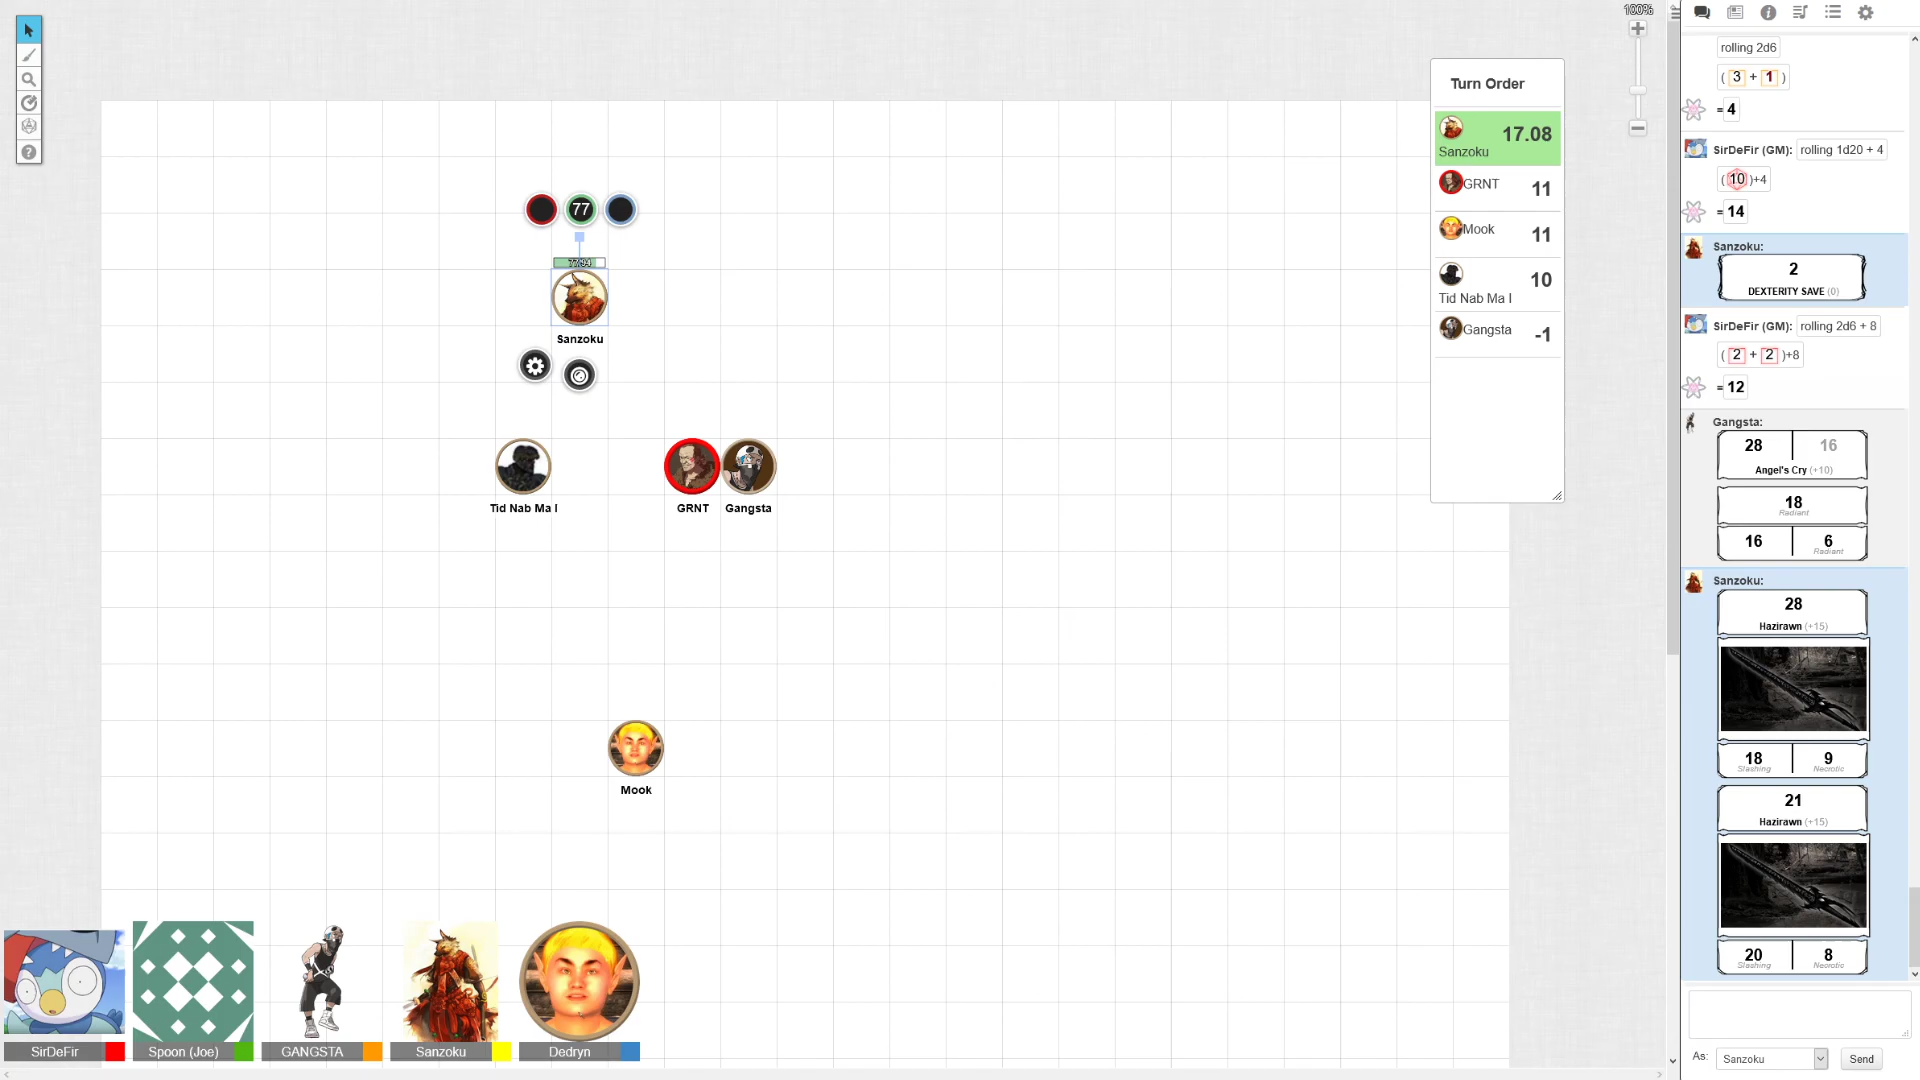 100%
Turn Order
Sanzoku 17.08
GRNT 11
Mook 11
Tid Nab Ma I 10
Gangsta -1
77
77/94
Sanzoku
Tid Nab Ma I
GRNT
Gangsta
Mook
SirDeFir
Spoon (Joe)
GANGSTA
Sanzoku
Dedryn
rolling 2d6
( 3 + 1 )
= 4
SirDeFir (GM): rolling 1d20 + 4
( 10 )+4
= 14
Sanzoku:
2
DEXTERITY SAVE (0)
SirDeFir (GM): rolling 2d6 + 8
( 2 + 2 )+8
= 12
Gangsta:
28 16
Angel's Cry (+10)
18
Radiant
16 6
Radiant
Sanzoku:
28
Hazirawn (+15)
18 9
Slashing Necrotic
21
Hazirawn (+15)
20 8
Slashing Necrotic
As: Sanzoku Send